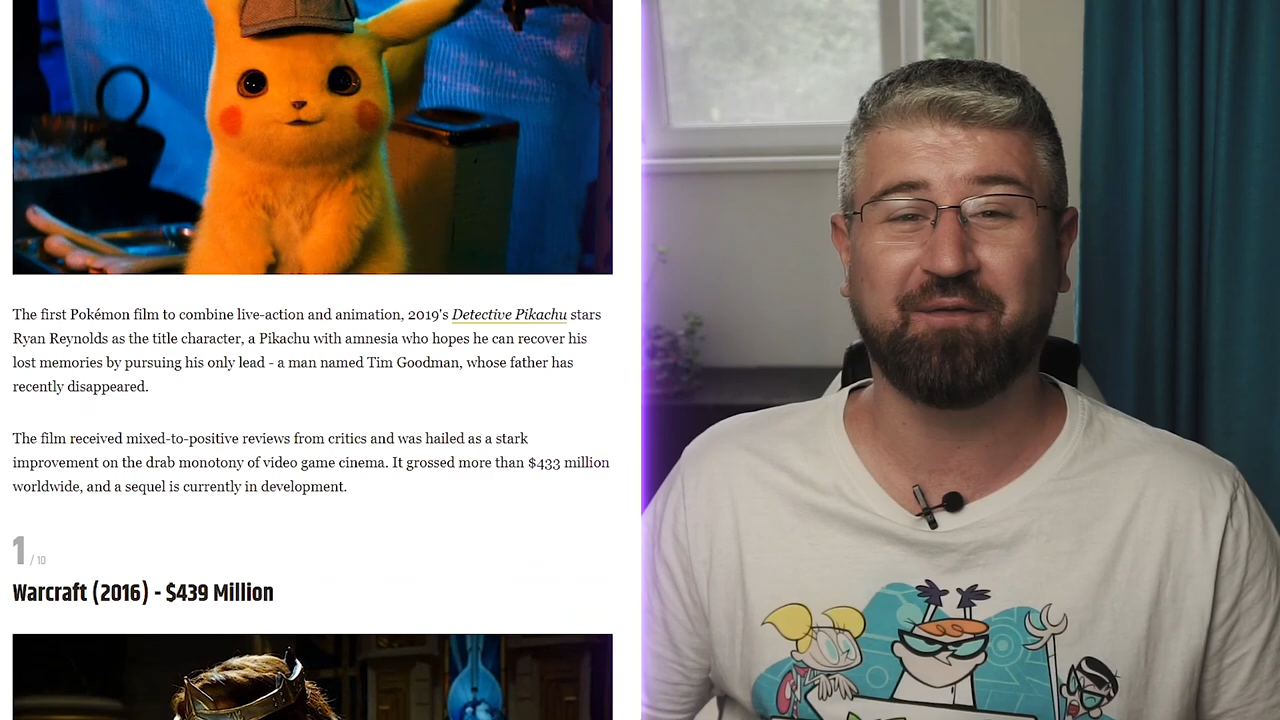 The first Pokémon film to combine live-action and animation, 2019's Detective Pikachu stars
Ryan Reynolds as the title character, a Pikachu with amnesia who hopes he can recover his
lost memories by pursuing his only lead - a man named Tim Goodman, whose father has
recently disappeared.
The film received mixed-to-positive reviews from critics and was hailed as a stark
improvement on the drab monotony of video game cinema. It grossed more than $433 million
worldwide, and a sequel is currently in development.
1 / 10
Warcraft (2016) - $439 Million